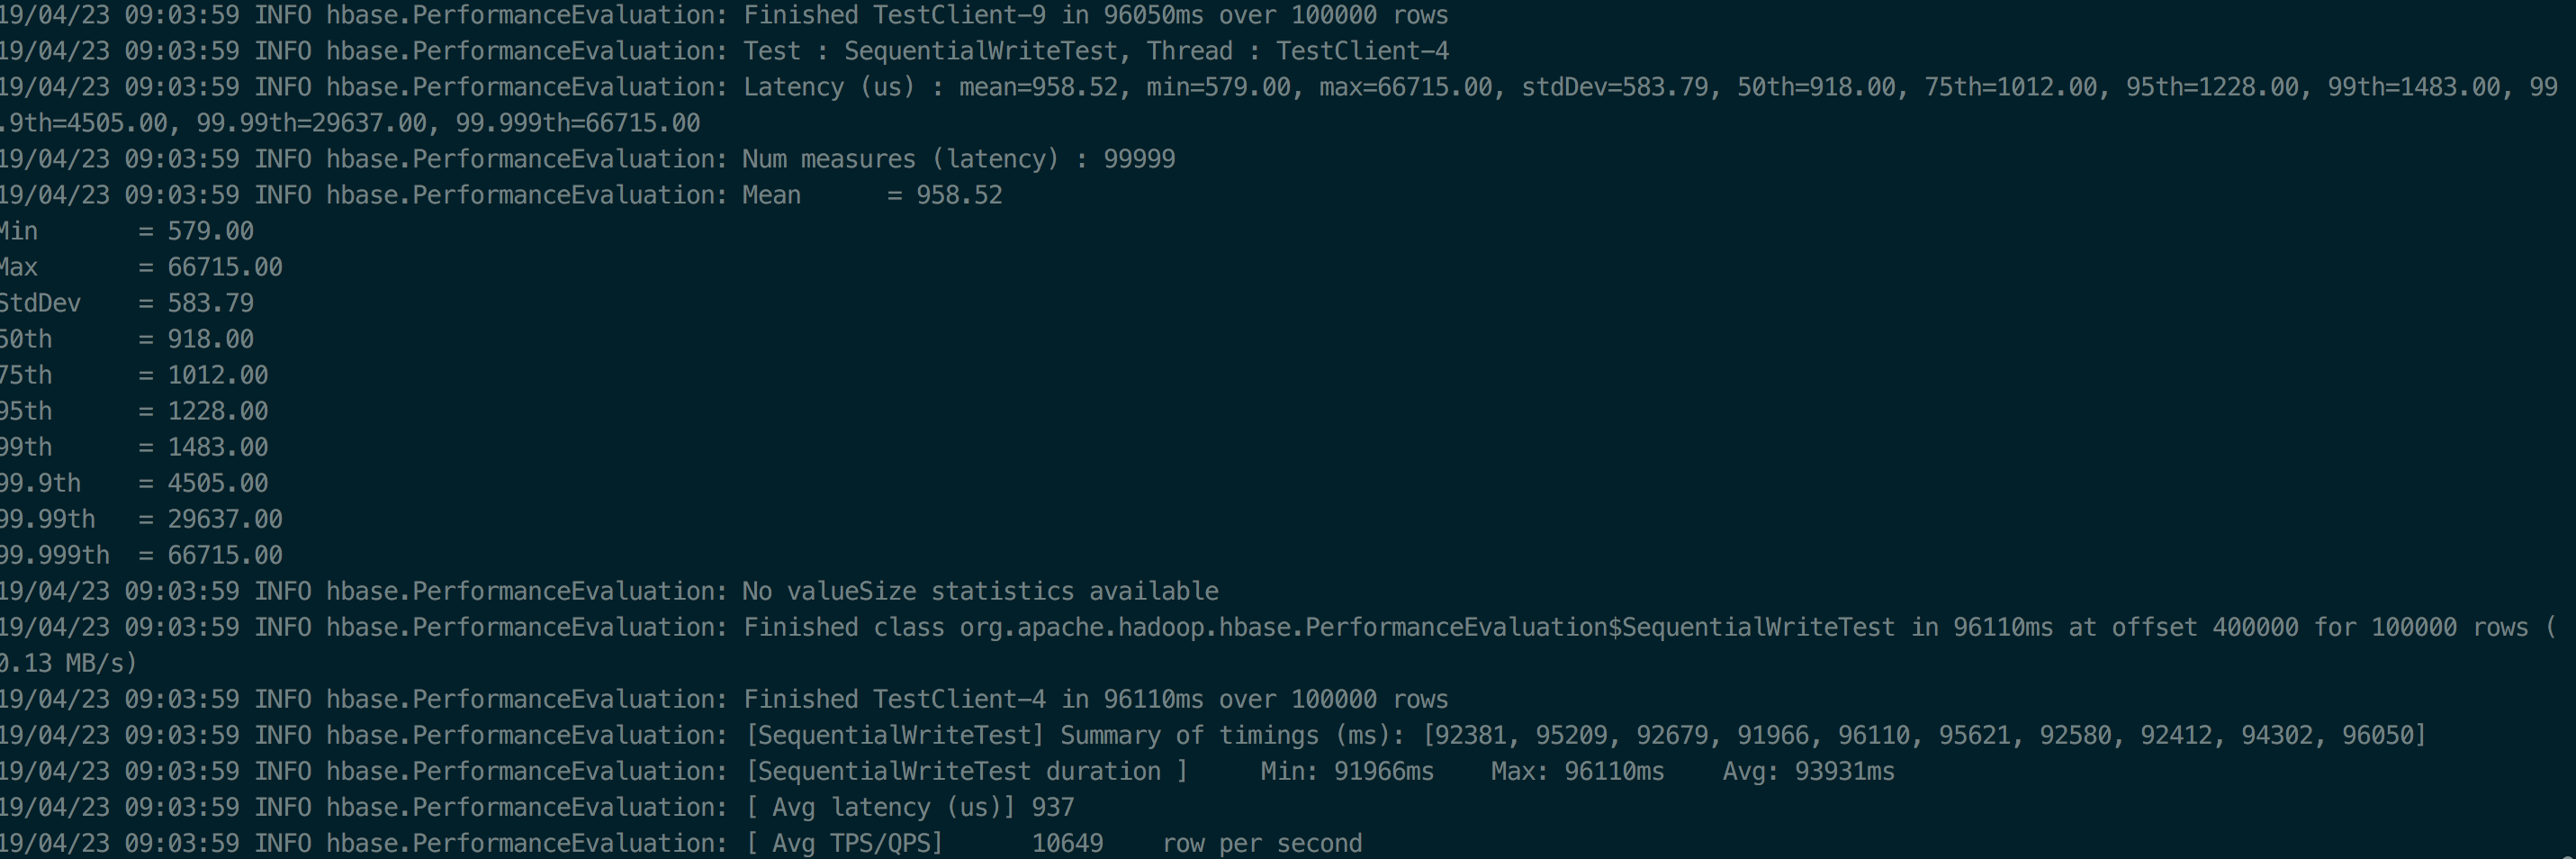 19/04/23 09:03:59 INFO hbase.PerformanceEvaluation: Finished TestClient-9 in 96050ms over 100000 rows
19/04/23 09:03:59 INFO hbase.PerformanceEvaluation: Test : SequentialWriteTest, Thread : TestClient-4
19/04/23 09:03:59 INFO hbase.PerformanceEvaluation: Latency (us) : mean=958.52, min=579.00, max=66715.00, stdDev=583.79, 50th=918.00, 75th=1012.00, 95th=1228.00, 99th=1483.00, 99
.9th=4505.00, 99.99th=29637.00, 99.999th=66715.00
19/04/23 09:03:59 INFO hbase.PerformanceEvaluation: Num measures (latency) : 99999
19/04/23 09:03:59 INFO hbase.PerformanceEvaluation: Mean      = 958.52
Min       = 579.00
Max       = 66715.00
StdDev    = 583.79
50th      = 918.00
75th      = 1012.00
95th      = 1228.00
99th      = 1483.00
99.9th    = 4505.00
99.99th   = 29637.00
99.999th  = 66715.00
19/04/23 09:03:59 INFO hbase.PerformanceEvaluation: No valueSize statistics available
19/04/23 09:03:59 INFO hbase.PerformanceEvaluation: Finished class org.apache.hadoop.hbase.PerformanceEvaluation$SequentialWriteTest in 96110ms at offset 400000 for 100000 rows (
0.13 MB/s)
19/04/23 09:03:59 INFO hbase.PerformanceEvaluation: Finished TestClient-4 in 96110ms over 100000 rows
19/04/23 09:03:59 INFO hbase.PerformanceEvaluation: [SequentialWriteTest] Summary of timings (ms): [92381, 95209, 92679, 91966, 96110, 95621, 92580, 92412, 94302, 96050]
19/04/23 09:03:59 INFO hbase.PerformanceEvaluation: [SequentialWriteTest duration ]     Min: 91966ms    Max: 96110ms    Avg: 93931ms
19/04/23 09:03:59 INFO hbase.PerformanceEvaluation: [ Avg latency (us)] 937
19/04/23 09:03:59 INFO hbase.PerformanceEvaluation: [ Avg TPS/QPS]      10649    row per second